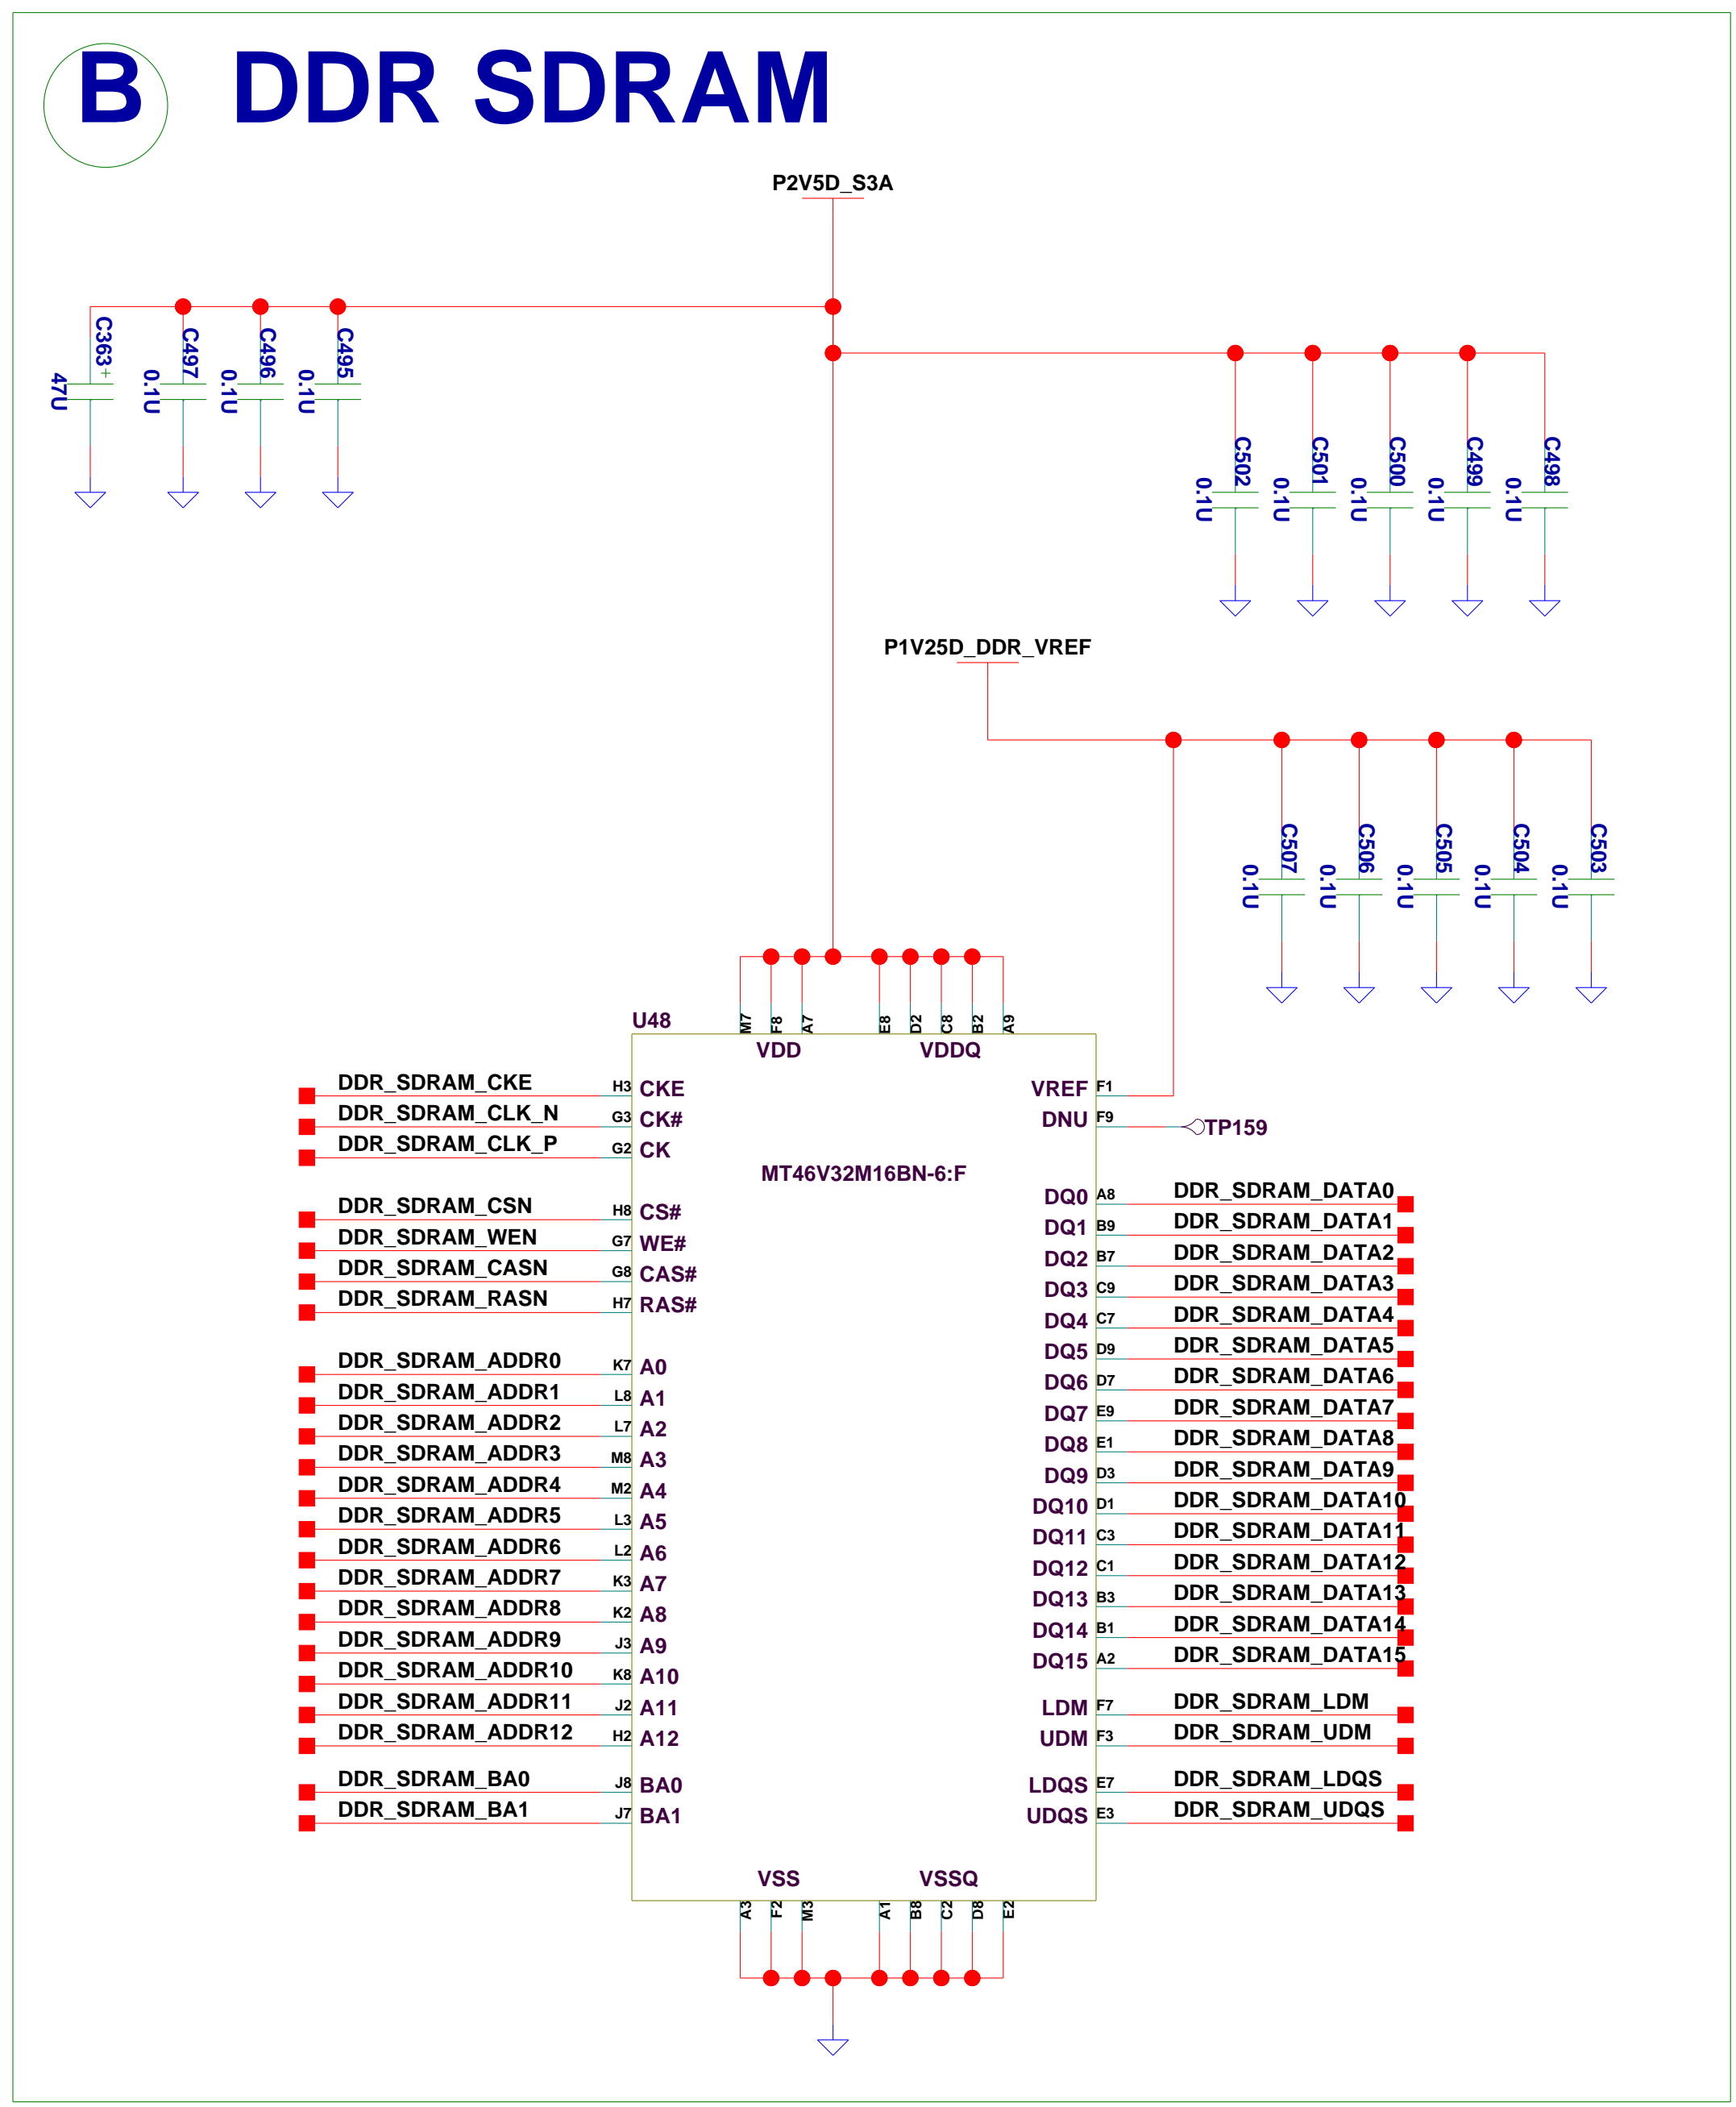 B DDR SDRAM
P2V5D_S3A
C363 + 47U
C497 0.1U
C496 0.1U
C495 0.1U
C502 0.1U
C501 0.1U
C500 0.1U
C499 0.1U
C498 0.1U
P1V25D_DDR_VREF
C507 0.1U
C506 0.1U
C505 0.1U
C504 0.1U
C503 0.1U
U48
M7 F8 A7 E8 D2 C8 B2 A9
VDD VDDQ
DDR_SDRAM_CKE H3 CKE
DDR_SDRAM_CLK_N G3 CK#
DDR_SDRAM_CLK_P G2 CK
VREF F1
DNU F9 TP159
MT46V32M16BN-6:F
DDR_SDRAM_CSN H8 CS#
DDR_SDRAM_WEN G7 WE#
DDR_SDRAM_CASN G8 CAS#
DDR_SDRAM_RASN H7 RAS#
DDR_SDRAM_ADDR0 K7 A0
DDR_SDRAM_ADDR1 L8 A1
DDR_SDRAM_ADDR2 L7 A2
DDR_SDRAM_ADDR3 M8 A3
DDR_SDRAM_ADDR4 M2 A4
DDR_SDRAM_ADDR5 L3 A5
DDR_SDRAM_ADDR6 L2 A6
DDR_SDRAM_ADDR7 K3 A7
DDR_SDRAM_ADDR8 K2 A8
DDR_SDRAM_ADDR9 J3 A9
DDR_SDRAM_ADDR10 K8 A10
DDR_SDRAM_ADDR11 J2 A11
DDR_SDRAM_ADDR12 H2 A12
DDR_SDRAM_BA0 J8 BA0
DDR_SDRAM_BA1 J7 BA1
DQ0 A8 DDR_SDRAM_DATA0
DQ1 B9 DDR_SDRAM_DATA1
DQ2 B7 DDR_SDRAM_DATA2
DQ3 C9 DDR_SDRAM_DATA3
DQ4 C7 DDR_SDRAM_DATA4
DQ5 D9 DDR_SDRAM_DATA5
DQ6 D7 DDR_SDRAM_DATA6
DQ7 E9 DDR_SDRAM_DATA7
DQ8 E1 DDR_SDRAM_DATA8
DQ9 D3 DDR_SDRAM_DATA9
DQ10 D1 DDR_SDRAM_DATA10
DQ11 C3 DDR_SDRAM_DATA11
DQ12 C1 DDR_SDRAM_DATA12
DQ13 B3 DDR_SDRAM_DATA13
DQ14 B1 DDR_SDRAM_DATA14
DQ15 A2 DDR_SDRAM_DATA15
LDM F7 DDR_SDRAM_LDM
UDM F3 DDR_SDRAM_UDM
LDQS E7 DDR_SDRAM_LDQS
UDQS E3 DDR_SDRAM_UDQS
VSS VSSQ
A3 F2 M3 A1 B8 C2 D8 E2